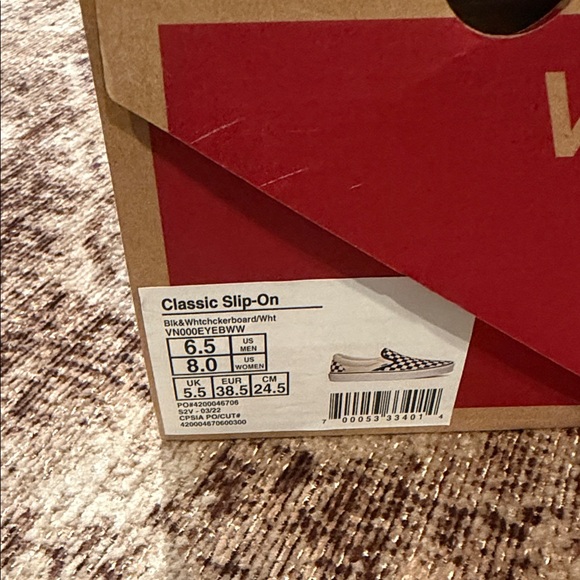 V
Classic Slip-On
Blk&Whtchckerboard/Wht
VN000EYEBWW
6.5 US MEN
8.0 US WOMEN
UK EUR CM
5.5 38.5 24.5
PO#4200046706
S2V - 03/22
CPSIA PO/CUT#
420004670600300
7 00053 33401 4